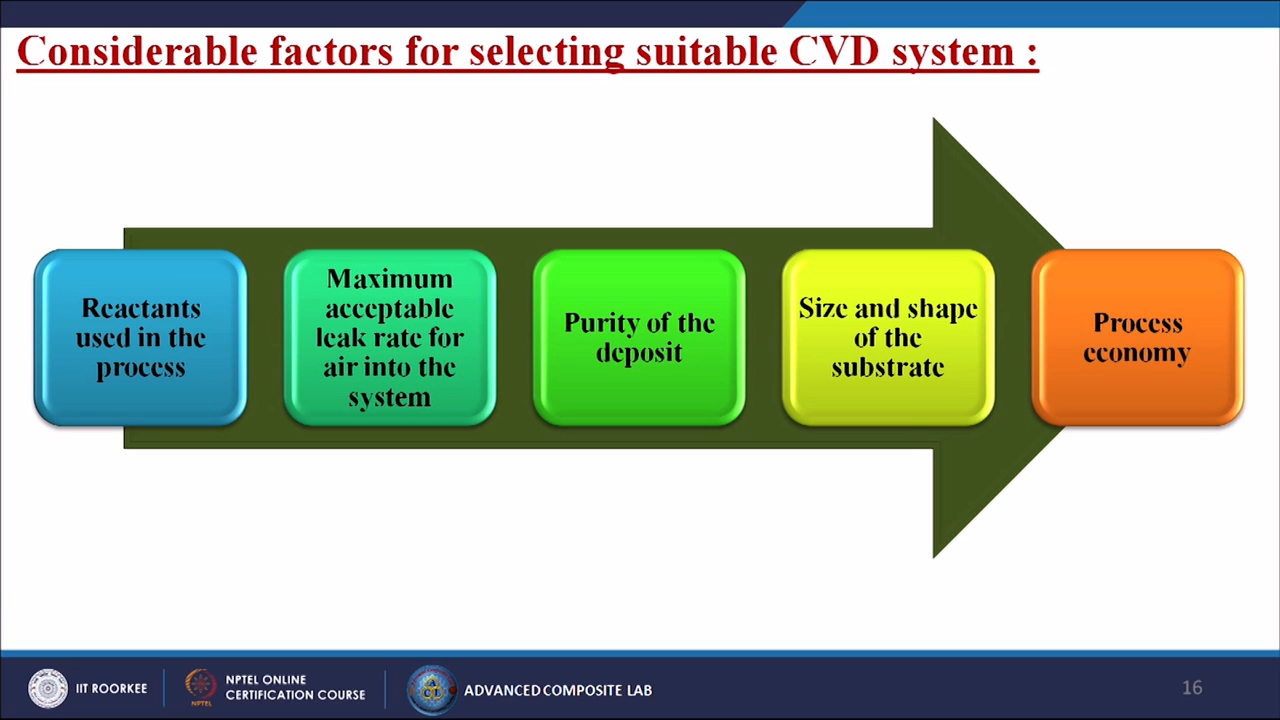 Considerable factors for selecting suitable CVD system :
Reactants
used in the
process
Maximum
acceptable
leak rate for
air into the
system
Purity of the
deposit
Size and shape
of the
substrate
Process
economy
IIT ROORKEE
NPTEL
NPTEL ONLINE
CERTIFICATION COURSE
ADVANCED COMPOSITE LAB
16